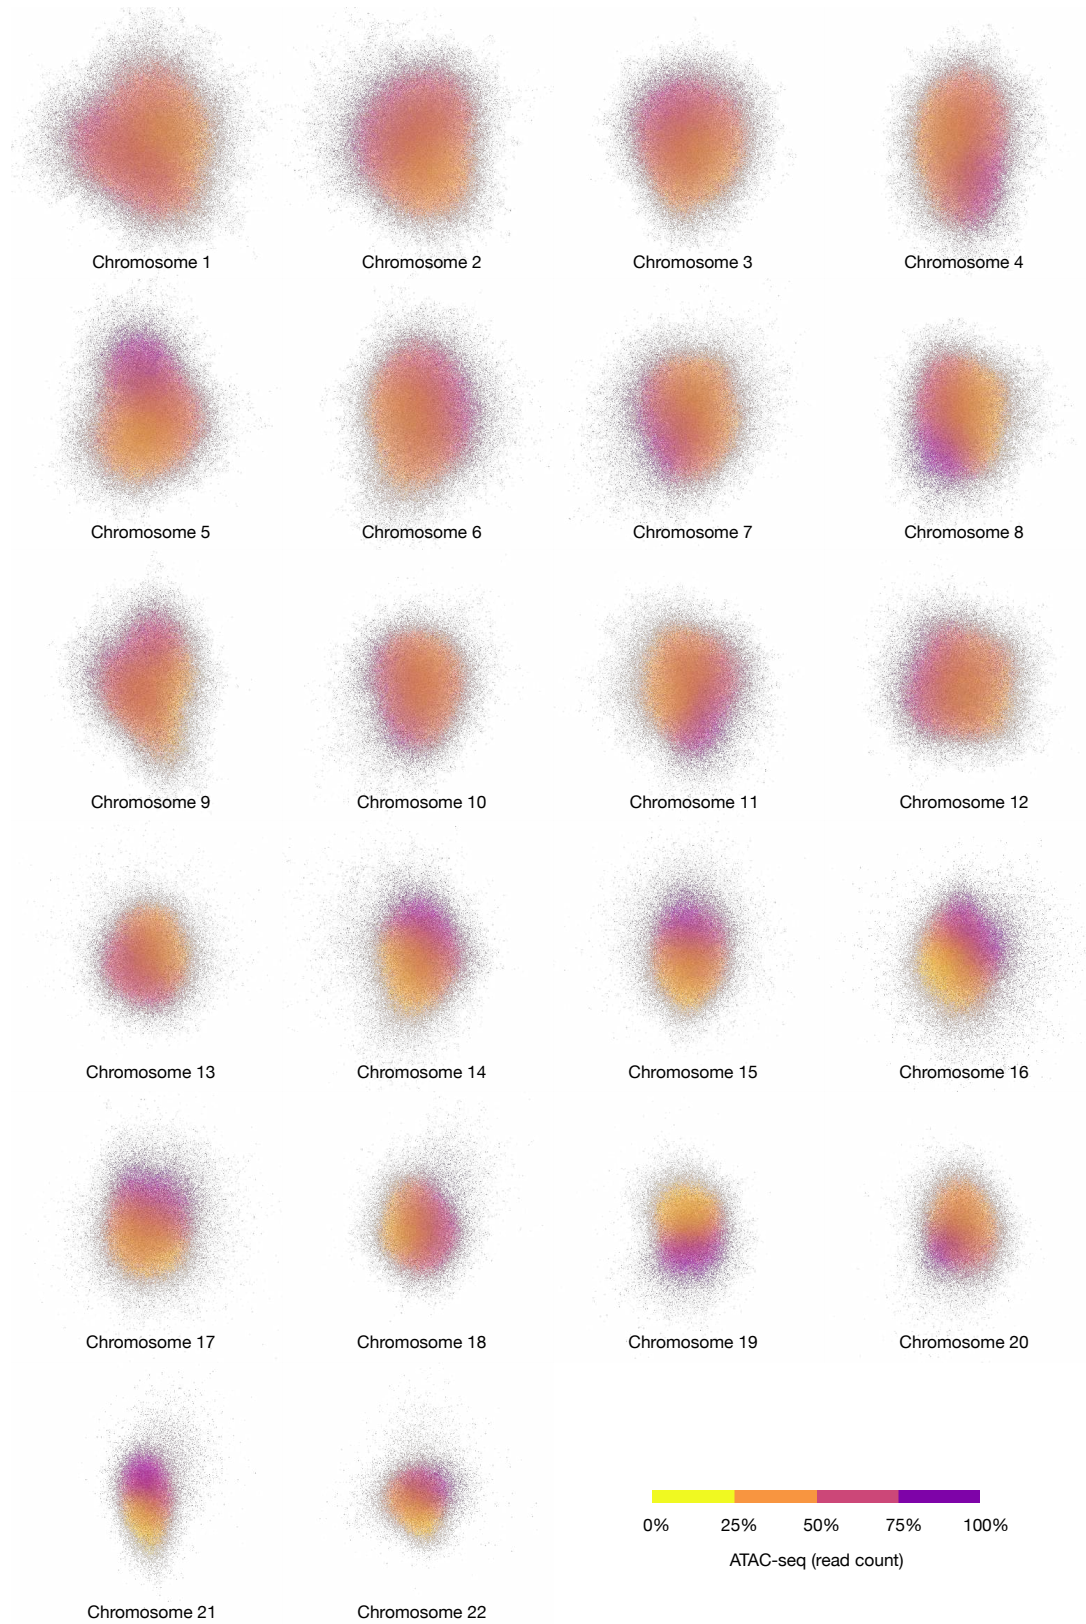 Chromosome 1
Chromosome 2
Chromosome 3
Chromosome 4
Chromosome 5
Chromosome 6
Chromosome 7
Chromosome 8
Chromosome 9
Chromosome 10
Chromosome 11
Chromosome 12
Chromosome 13
Chromosome 14
Chromosome 15
Chromosome 16
Chromosome 17
Chromosome 18
Chromosome 19
Chromosome 20
0% 25% 50% 75% 100%
ATAC-seq (read count)
Chromosome 21
Chromosome 22